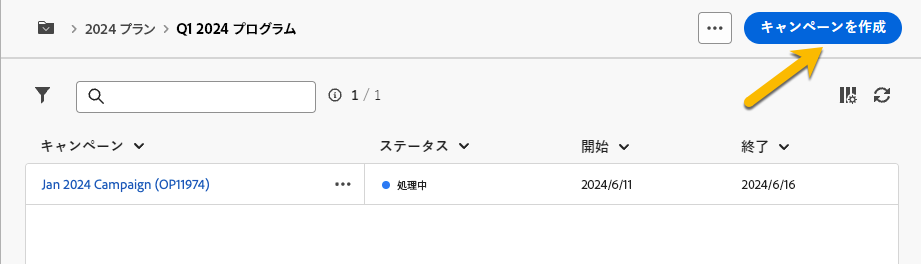 2024 プラン > Q1 2024 プログラム ... キャンペーンを作成
1 / 1
キャンペーン ステータス 開始 終了
Jan 2024 Campaign (OP11974) ... 処理中 2024/6/11 2024/6/16